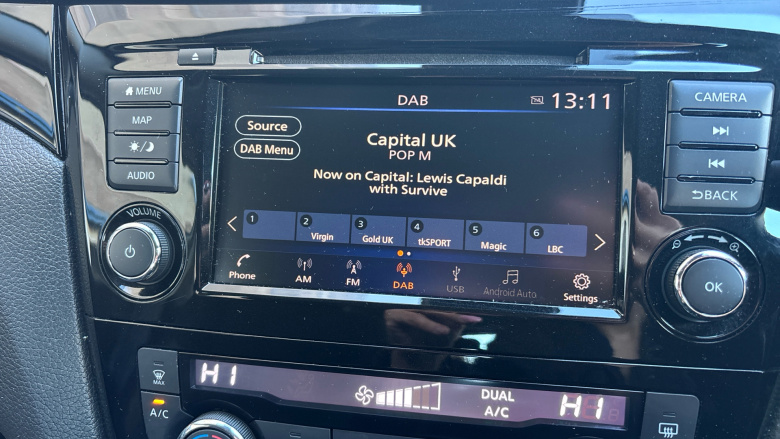 MENU
MAP
AUDIO
VOLUME
DAB
13:11
Source
DAB Menu
Capital UK
POP M
Now on Capital: Lewis Capaldi
with Survive
1
2 Virgin
3 Gold UK
4 tkSPORT
5 Magic
6 LBC
Phone
AM
FM
DAB
USB
Android Auto
Settings
CAMERA
BACK
OK
MAX
A/C
HI
DUAL
A/C
HI